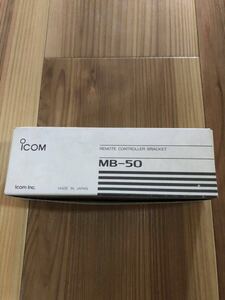 ICOM
REMOTE CONTROLLER BRACKET
MB-50
Icom Inc.
MADE IN JAPAN